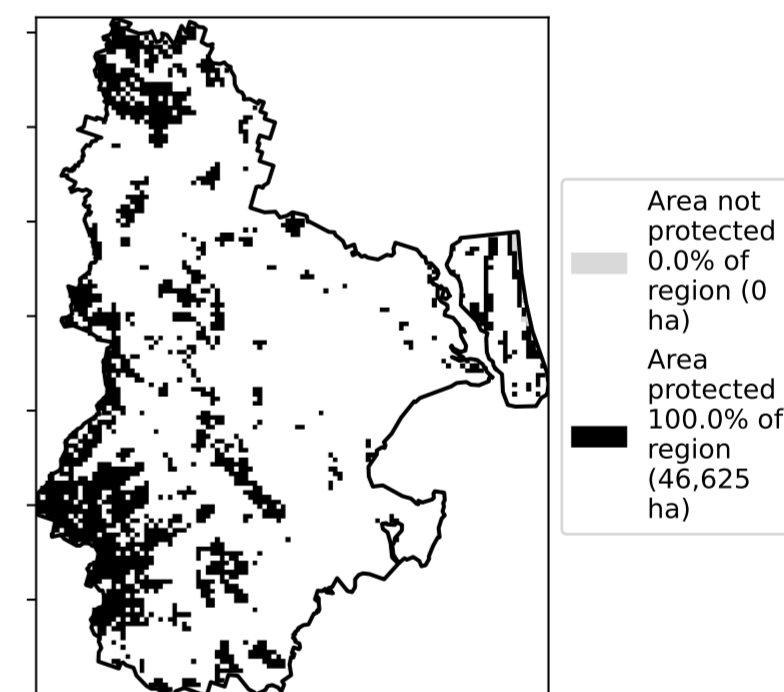 Area not
protected
0.0% of
region (0
ha)
Area
protected
100.0% of
region
(46,625
ha)